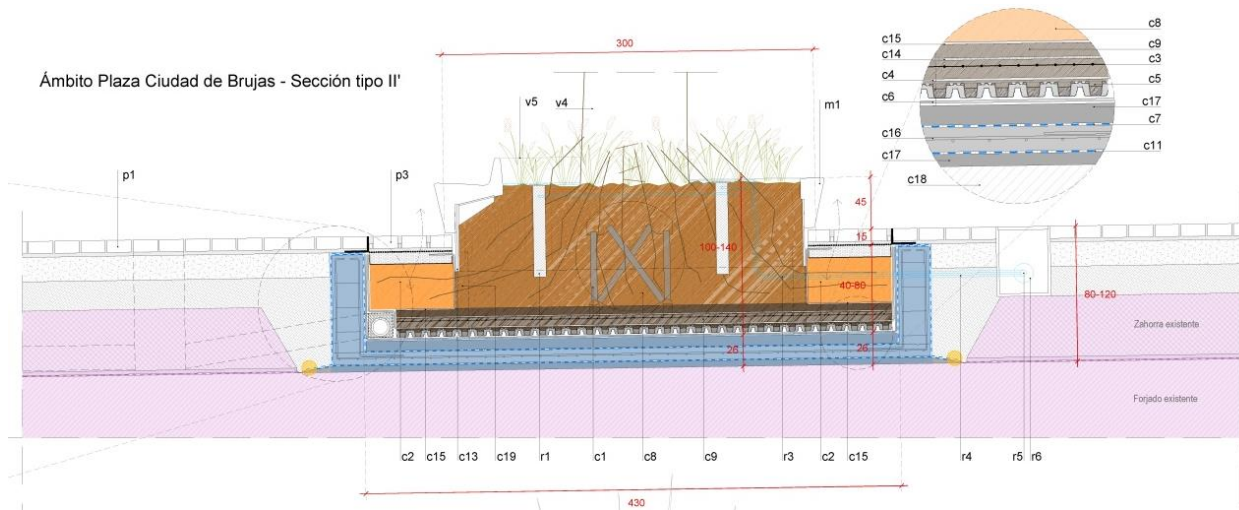 300
c8
c15
c9
c14
c3
c4
c5
c6
c17
c7
c16
c11
c17
c18
Ámbito Plaza Ciudad de Brujas - Sección tipo II'
v5
v4
m1
p1
p3
45
15
100-140
40-80
80-120
26
26
Zahorra existente
Forjado existente
c2
c15
c13
c19
r1
c1
c8
c9
r3
c2
c15
r4
r5
r6
430